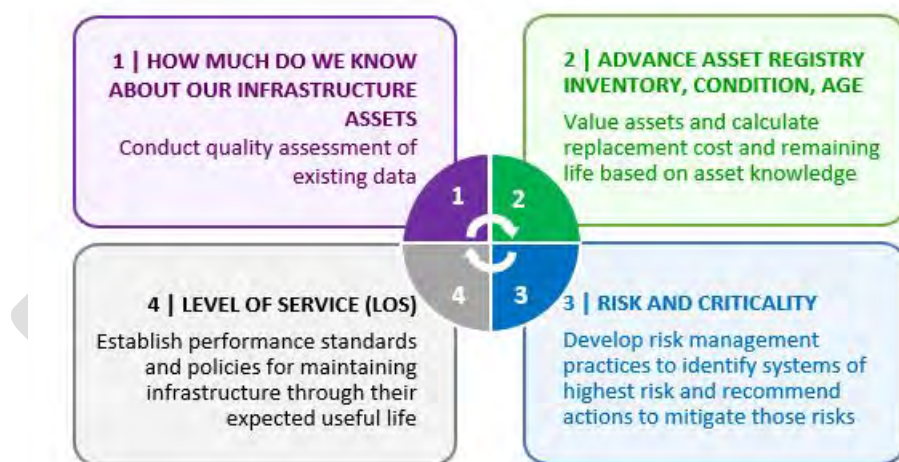 1 | HOW MUCH DO WE KNOW
ABOUT OUR INFRASTRUCTURE
ASSETS
Conduct quality assessment of
existing data
2 | ADVANCE ASSET REGISTRY
INVENTORY, CONDITION, AGE
Value assets and calculate
replacement cost and remaining
life based on asset knowledge
1
2
4
3
4 | LEVEL OF SERVICE (LOS)
Establish performance standards
and policies for maintaining
infrastructure through their
expected useful life
3 | RISK AND CRITICALITY
Develop risk management
practices to identify systems of
highest risk and recommend
actions to mitigate those risks